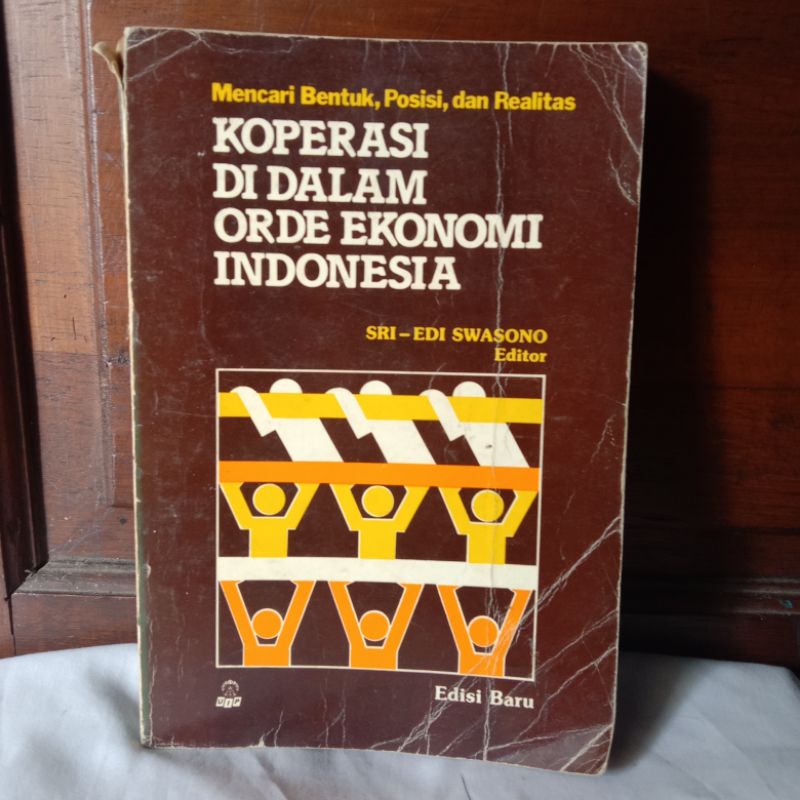 Mencari Bentuk, Posisi, dan Realitas
KOPERASI
DI DALAM
ORDE EKONOMI
INDONESIA
SRI-EDI SWASONO
Editor
Edisi Baru
UIP